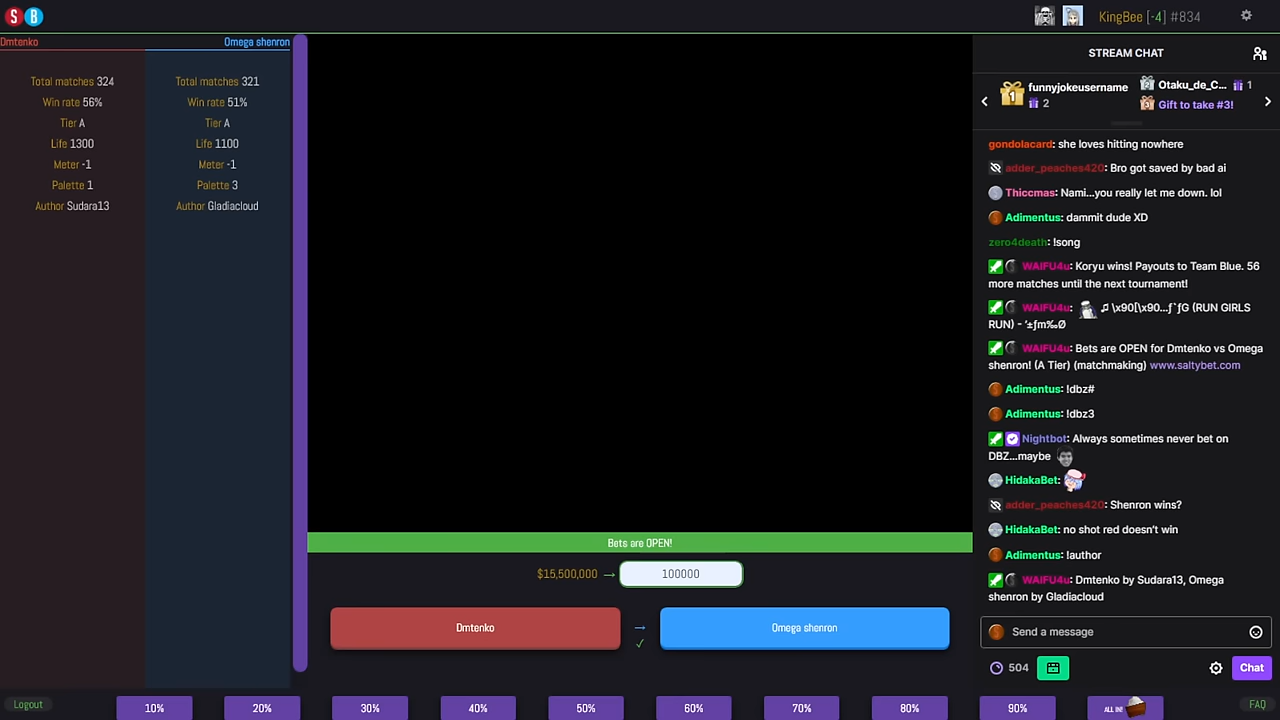 S B
KingBee [-4] #834
Dmtenko
Omega shenron
Total matches 324
Win rate 56%
Tier A
Life 1300
Meter -1
Palette 1
Author Sudara13
Total matches 321
Win rate 51%
Tier A
Life 1100
Meter -1
Palette 3
Author Gladiacloud
Bets are OPEN!
$15,500,000 → 100000
Dmtenko
→
✓
Omega shenron
Logout
10%
20%
30%
40%
50%
60%
70%
80%
90%
ALL IN!
FAQ
STREAM CHAT
1
funnyjokeusername
2
2 Otaku_de_C... 1
3 Gift to take #3!
gondolacard: she loves hitting nowhere
adder_peaches420: Bro got saved by bad ai
Thiccmas: Nami...you really let me down. lol
Adimentus: dammit dude XD
zero4death: !song
WAIFU4u: Koryu wins! Payouts to Team Blue. 56
more matches until the next tournament!
WAIFU4u: ♫ \x90[\x90...ƒ`ƒG (RUN GIRLS
RUN) - '±ƒm‰Ø
WAIFU4u: Bets are OPEN for Dmtenko vs Omega
shenron! (A Tier) (matchmaking) www.saltybet.com
Adimentus: !dbz#
Adimentus: !dbz3
Nightbot: Always sometimes never bet on
DBZ...maybe
HidakaBet:
adder_peaches420: Shenron wins?
HidakaBet: no shot red doesn't win
Adimentus: !author
WAIFU4u: Dmtenko by Sudara13, Omega
shenron by Gladiacloud
Send a message
504
Chat